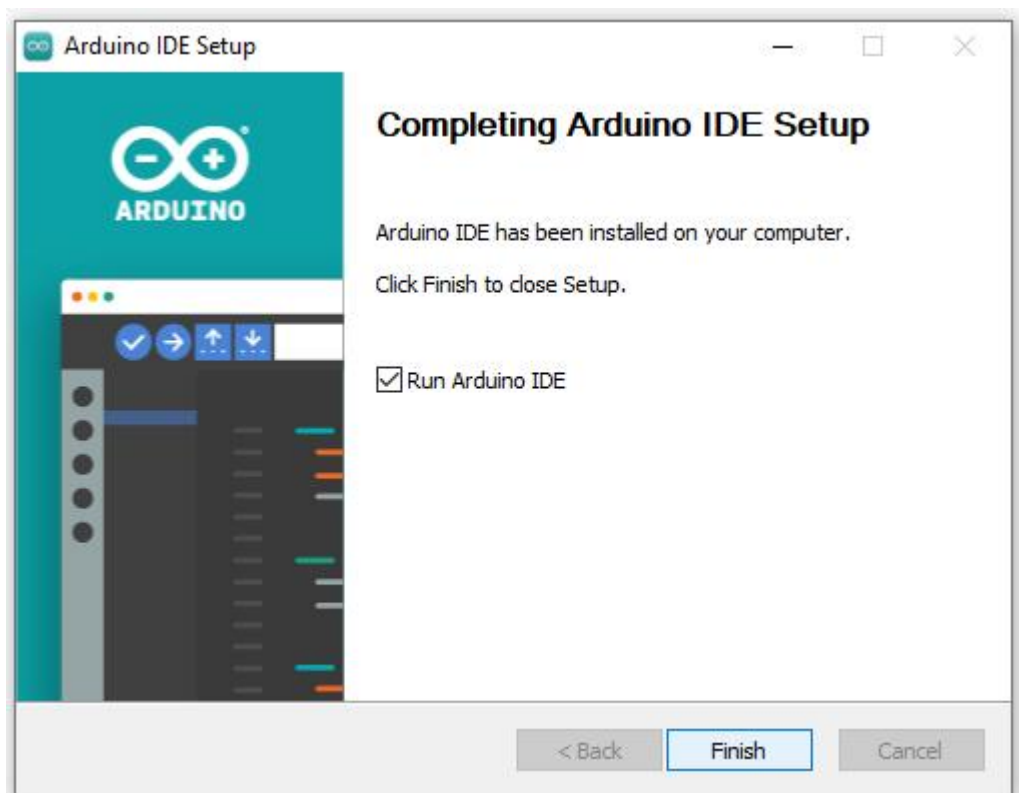 Arduino IDE Setup
ARDUINO
Completing Arduino IDE Setup
Arduino IDE has been installed on your computer.
Click Finish to close Setup.
Run Arduino IDE
< Back
Finish
Cancel